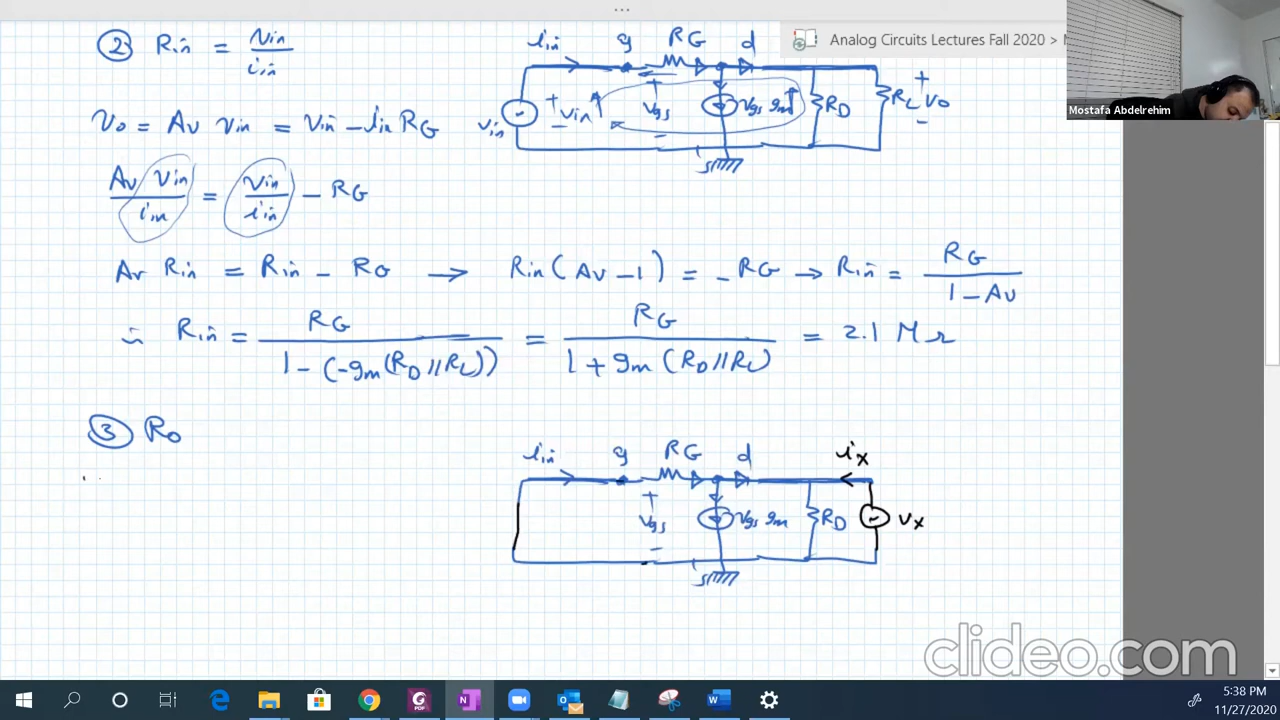 ② Rin = vin/iin
vo = Av vin = vin - iin RG
Av vin/iin = vin/iin - RG
Av Rin = Rin - RG → Rin(Av-1) = -RG → Rin = RG/1-Av
∴ Rin = RG/1-(-gm(RD//RL)) = RG/1+gm(RD//RL) = 2.1 MΩ
③ Ro
iin g RG d
vin + vin - + vgs - vgs gm RD RL + vo -
s
iin g RG d ix
+ vgs - vgs gm RD vx
s
Analog Circuits Lectures Fall 2020 >
Mostafa Abdelrehim
clideo.com
5:38 PM
11/27/2020